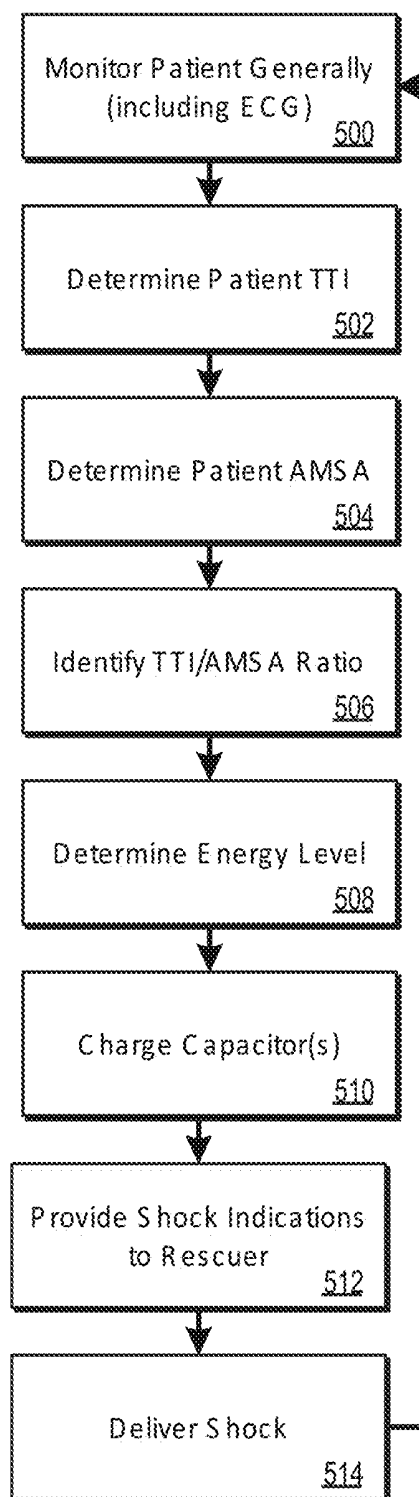 Monitor Patient Generally
(including ECG)
500
Determine Patient TTI
502
Determine Patient AMSA
504
Identify TTI/AMSA Ratio
506
Determine Energy Level
508
Charge Capacitor(s)
510
Provide Shock Indications
to Rescuer
512
Deliver Shock
514